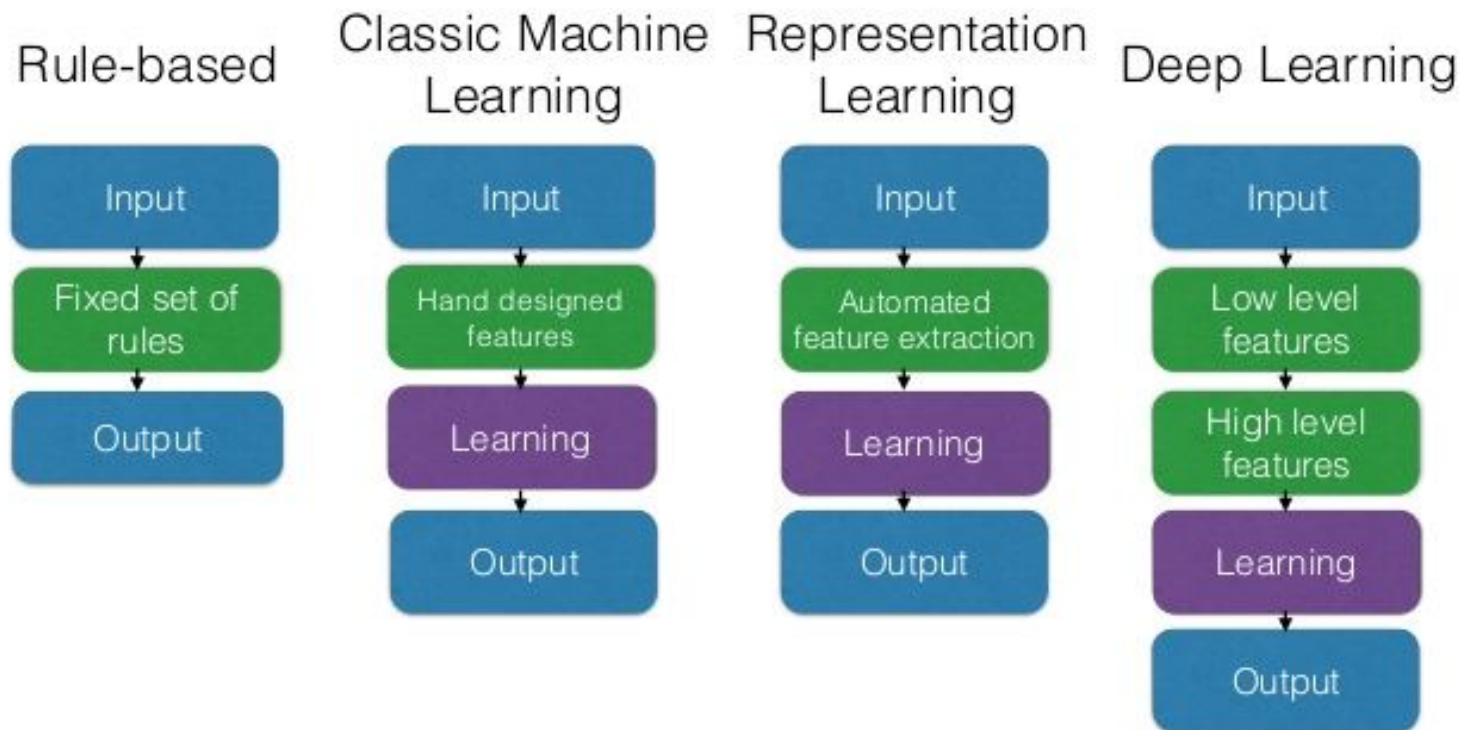 Rule-based
Input
Fixed set of
rules
Output
Classic Machine
Learning
Input
Hand designed
features
Learning
Output
Representation
Learning
Input
Automated
feature extraction
Learning
Output
Deep Learning
Input
Low level
features
High level
features
Learning
Output